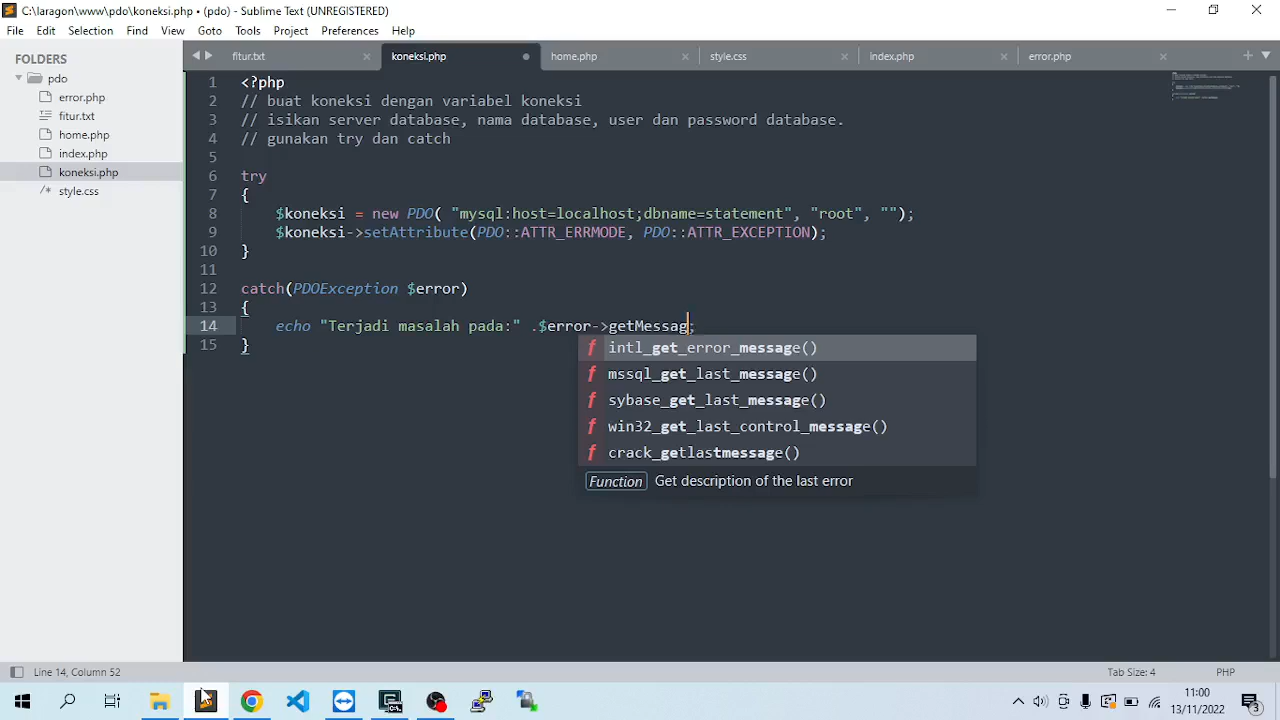 C:\laragon\www\pdo\koneksi.php • (pdo) - Sublime Text (UNREGISTERED)
File Edit Selection Find View Goto Tools Project Preferences Help
FOLDERS
pdo
error.php
fitur.txt
home.php
index.php
koneksi.php
/* style.css
fitur.txt koneksi.php home.php style.css index.php error.php
1 <?php
2 // buat koneksi dengan variabel koneksi
3 // isikan server database, nama database, user dan password database.
4 // gunakan try dan catch
5
6 try
7 {
8 $koneksi = new PDO( "mysql:host=localhost;dbname=statement", "root", "");
9 $koneksi->setAttribute(PDO::ATTR_ERRMODE, PDO::ATTR_EXCEPTION);
10 }
11
12 catch(PDOException $error)
13 {
14 echo "Terjadi masalah pada:" .$error->getMessag;
15 }
f intl_get_error_message()
f mssql_get_last_message()
f sybase_get_last_message()
f win32_get_last_control_message()
f crack_getlastmessage()
Function Get description of the last error
Line 14, Column 52 Tab Size: 4 PHP
11:00
13/11/2022
3